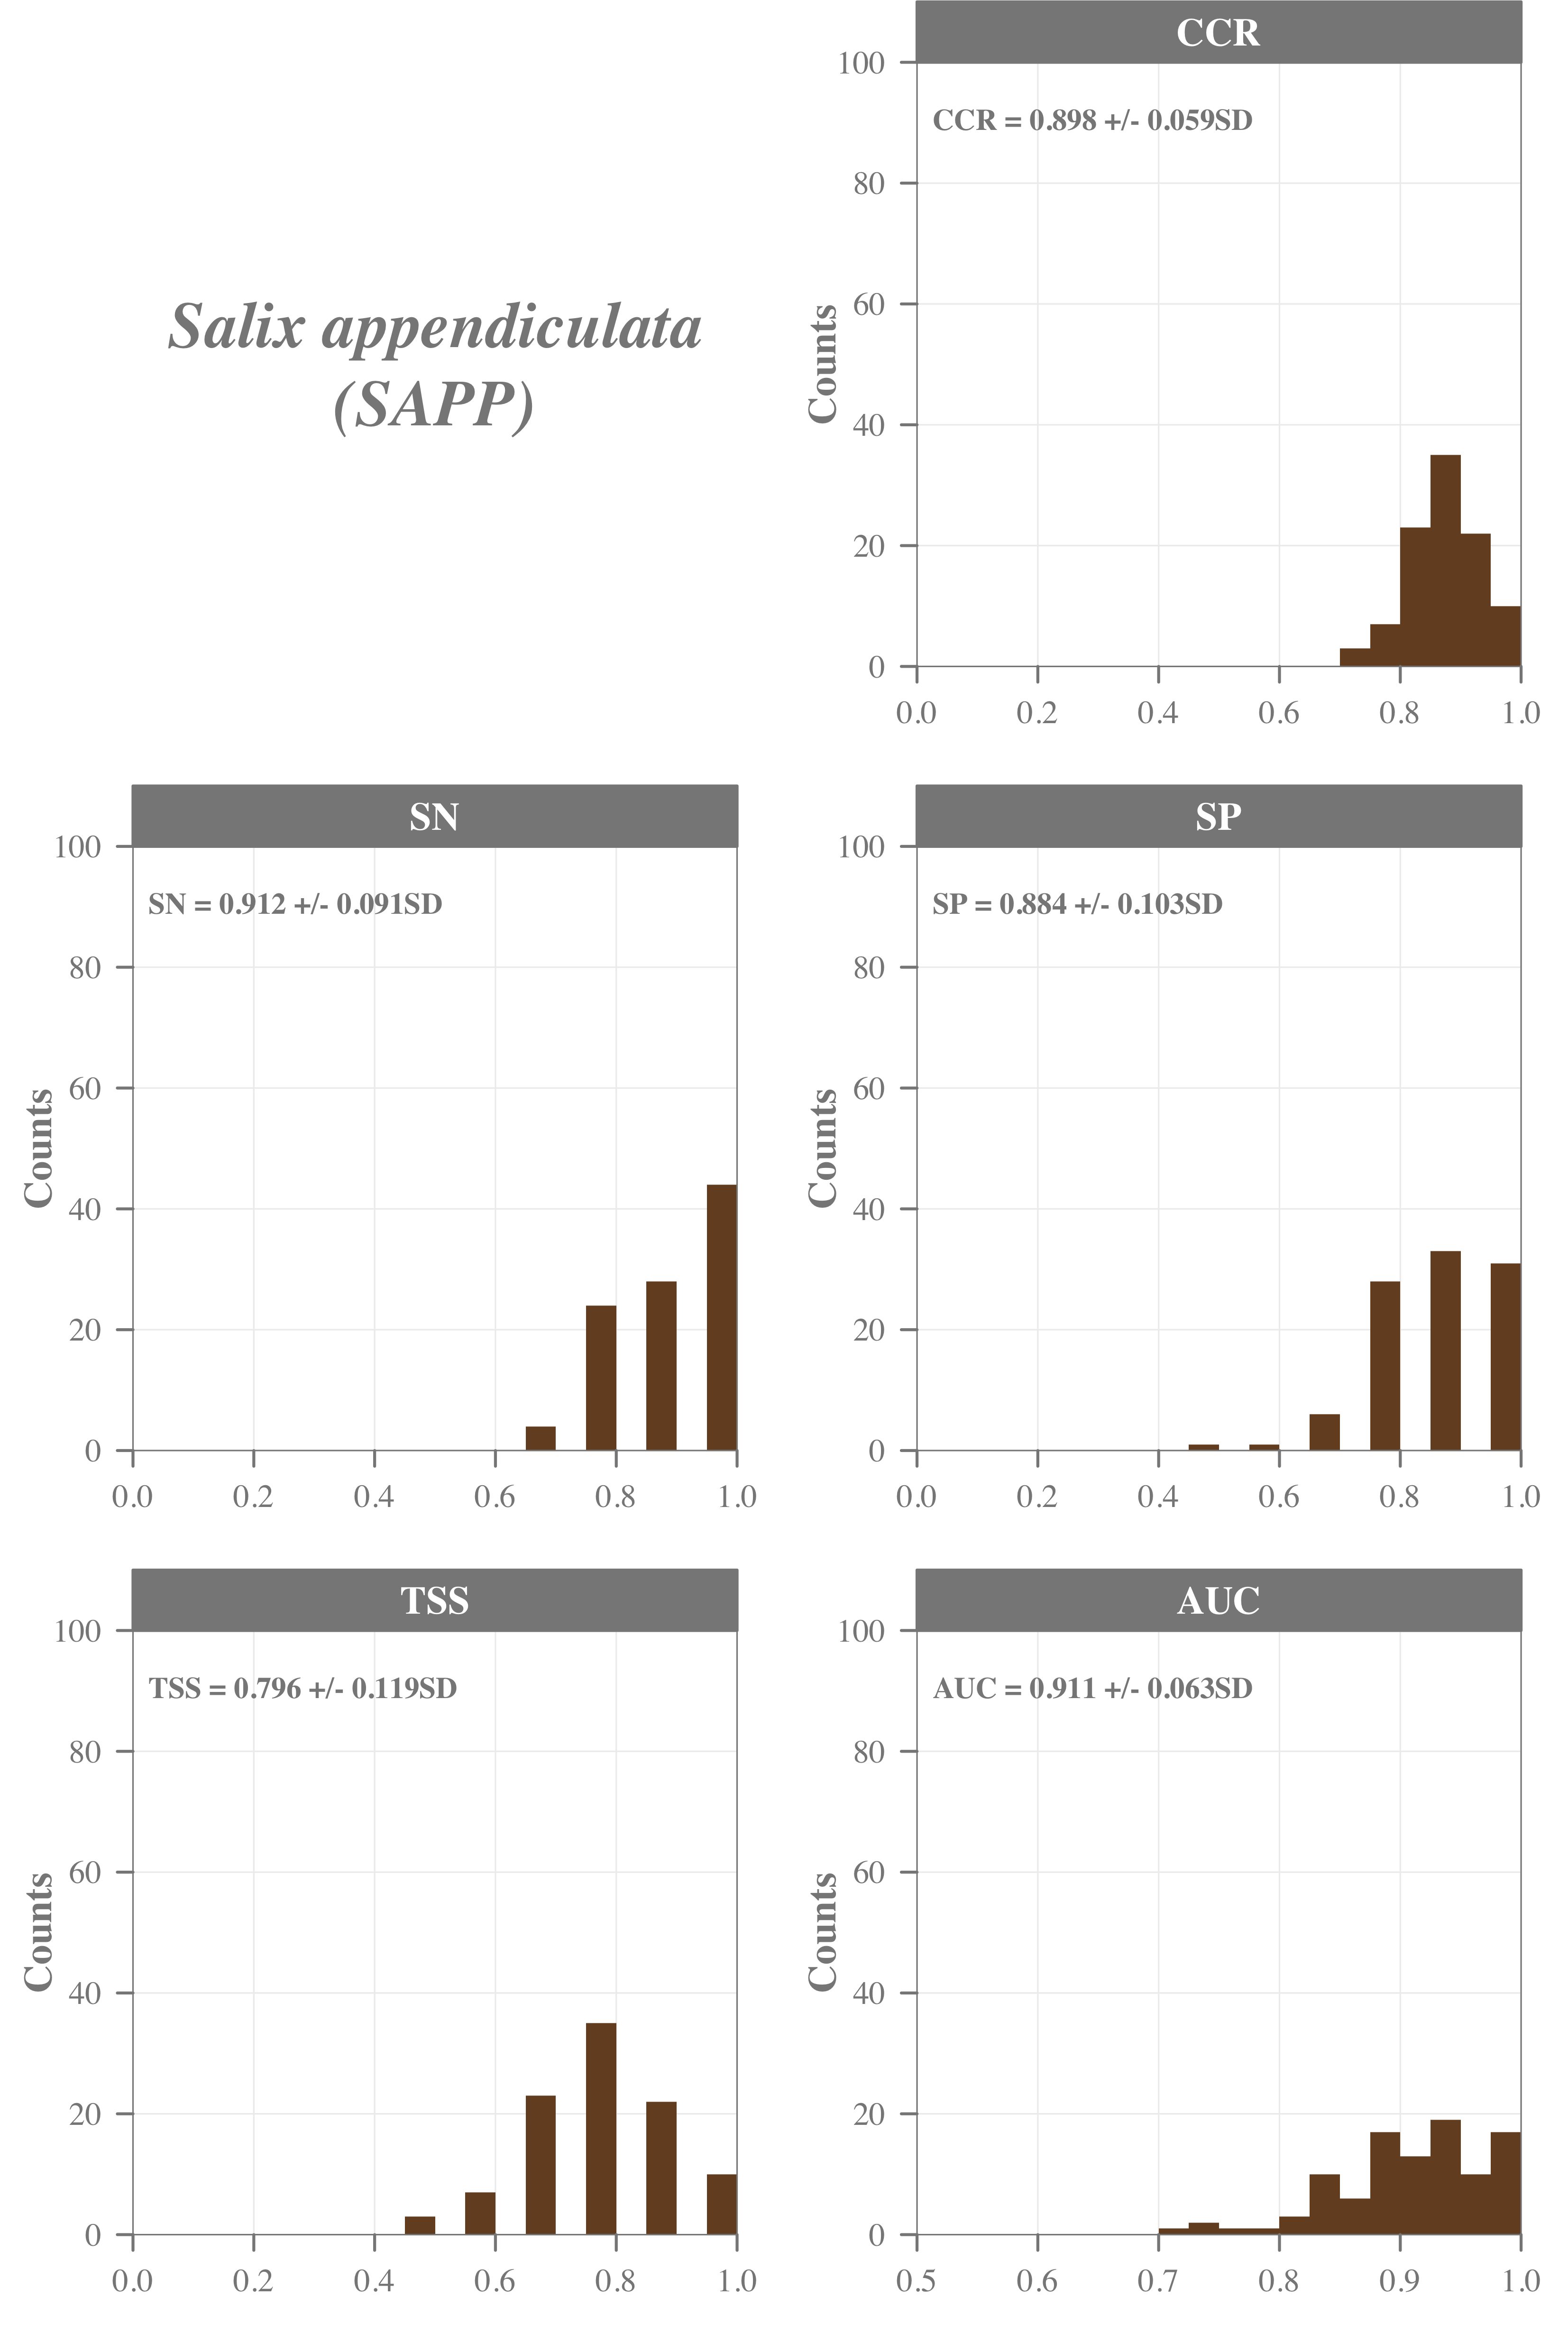 CCR
100
CCR = 0.898 +/- 0.059SD
80
60
Counts
40
20
0
0.0 0.2 0.4 0.6 0.8 1.0
Salix appendiculata
(SAPP)
SN
100
SN = 0.912 +/- 0.091SD
80
60
Counts
40
20
0
0.0 0.2 0.4 0.6 0.8 1.0
SP
100
SP = 0.884 +/- 0.103SD
80
60
Counts
40
20
0
0.0 0.2 0.4 0.6 0.8 1.0
TSS
100
TSS = 0.796 +/- 0.119SD
80
60
Counts
40
20
0
0.0 0.2 0.4 0.6 0.8 1.0
AUC
100
AUC = 0.911 +/- 0.063SD
80
60
Counts
40
20
0
0.5 0.6 0.7 0.8 0.9 1.0